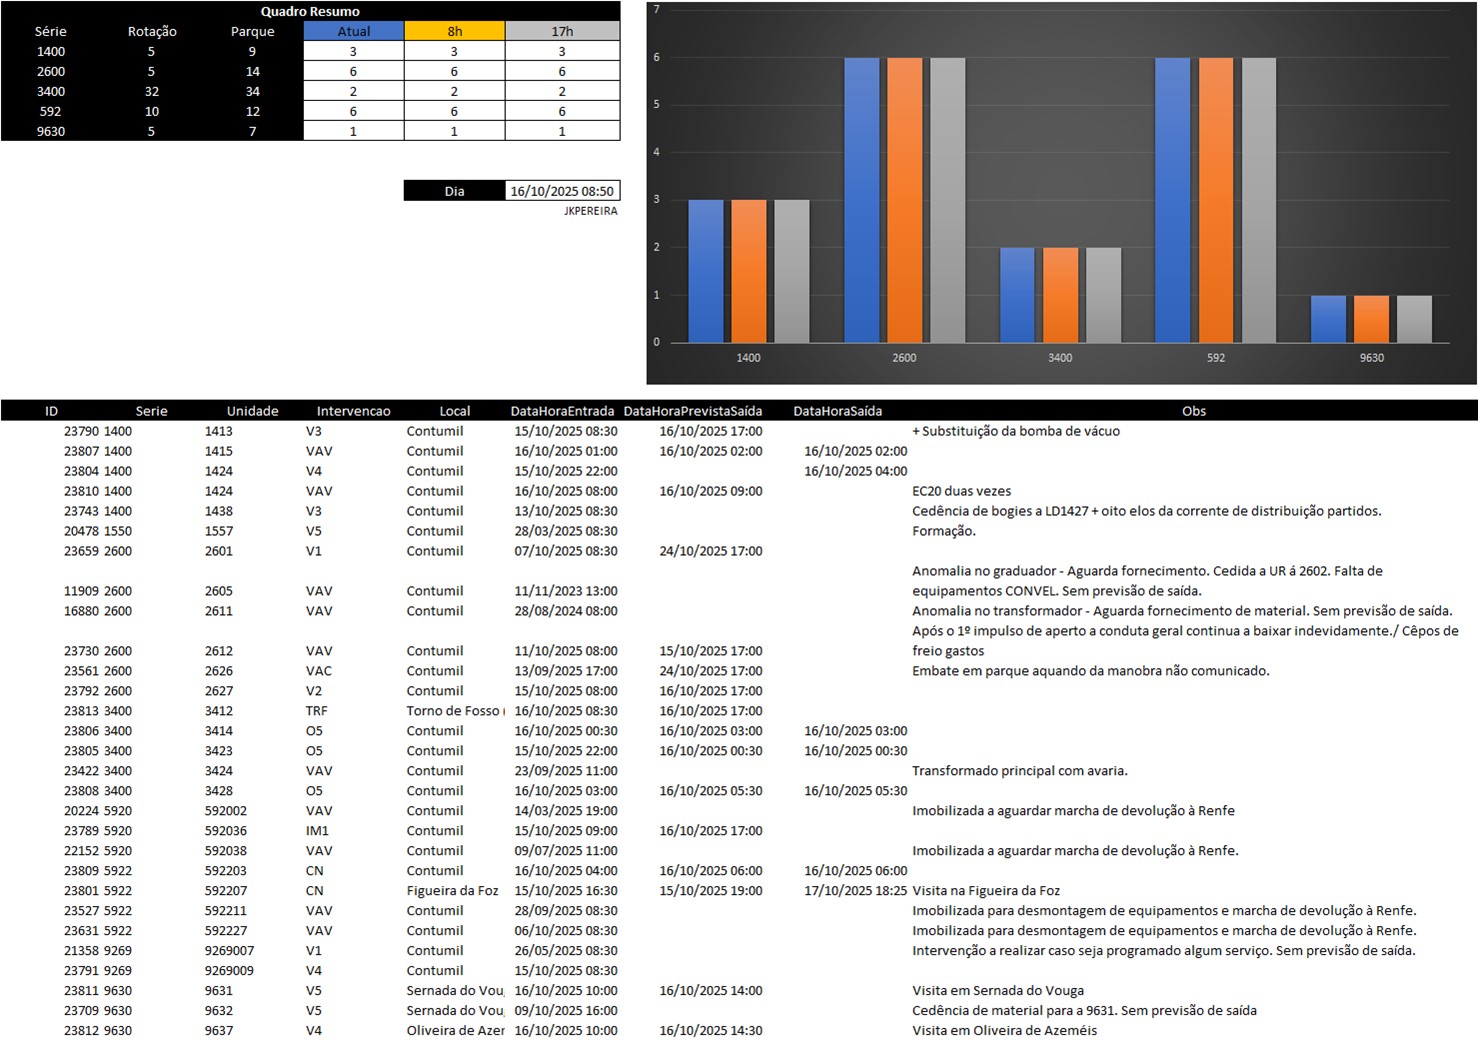 Quadro Resumo
Série Rotação Parque Atual 8h 17h
1400 5 9 3 3 3
2600 5 14 6 6 6
3400 32 34 2 2 2
592 10 12 6 6 6
9630 5 7 1 1 1
Dia 16/10/2025 08:50
JKPEREIRA
7
6
5
4
3
2
1
0
1400 2600 3400 592 9630
ID Serie Unidade Intervencao Local DataHoraEntrada DataHoraPrevistaSaída DataHoraSaída Obs
23790 1400 1413 V3 Contumil 15/10/2025 08:30 16/10/2025 17:00 + Substituição da bomba de vácuo
23807 1400 1415 VAV Contumil 16/10/2025 01:00 16/10/2025 02:00 16/10/2025 02:00
23804 1400 1424 V4 Contumil 15/10/2025 22:00 16/10/2025 04:00
23810 1400 1424 VAV Contumil 16/10/2025 08:00 16/10/2025 09:00 EC20 duas vezes
23743 1400 1438 V3 Contumil 13/10/2025 08:30 Cedência de bogies a LD1427 + oito elos da corrente de distribuição partidos.
20478 1550 1557 V5 Contumil 28/03/2025 08:30 Formação.
23659 2600 2601 V1 Contumil 07/10/2025 08:30 24/10/2025 17:00
Anomalia no graduador - Aguarda fornecimento. Cedida a UR á 2602. Falta de
11909 2600 2605 VAV Contumil 11/11/2023 13:00 equipamentos CONVEL. Sem previsão de saída.
16880 2600 2611 VAV Contumil 28/08/2024 08:00 Anomalia no transformador - Aguarda fornecimento de material. Sem previsão de saída.
Após o 1º impulso de aperto a conduta geral continua a baixar indevidamente./ Cêpos de
23730 2600 2612 VAV Contumil 11/10/2025 08:00 15/10/2025 17:00 freio gastos
23561 2600 2626 VAC Contumil 13/09/2025 17:00 24/10/2025 17:00 Embate em parque aquando da manobra não comunicado.
23792 2600 2627 V2 Contumil 15/10/2025 08:00 16/10/2025 17:00
23813 3400 3412 TRF Torno de Fosso ( 16/10/2025 08:30 16/10/2025 17:00
23806 3400 3414 O5 Contumil 16/10/2025 00:30 16/10/2025 03:00 16/10/2025 03:00
23805 3400 3423 O5 Contumil 15/10/2025 22:00 16/10/2025 00:30 16/10/2025 00:30
23422 3400 3424 VAV Contumil 23/09/2025 11:00 Transformado principal com avaria.
23808 3400 3428 O5 Contumil 16/10/2025 03:00 16/10/2025 05:30 16/10/2025 05:30
20224 5920 592002 VAV Contumil 14/03/2025 19:00 Imobilizada a aguardar marcha de devolução à Renfe
23789 5920 592036 IM1 Contumil 15/10/2025 09:00 16/10/2025 17:00
22152 5920 592038 VAV Contumil 09/07/2025 11:00 Imobilizada a aguardar marcha de devolução à Renfe.
23809 5922 592203 CN Contumil 16/10/2025 04:00 16/10/2025 06:00 16/10/2025 06:00
23801 5922 592207 CN Figueira da Foz 15/10/2025 16:30 15/10/2025 19:00 17/10/2025 18:25 Visita na Figueira da Foz
23527 5922 592211 VAV Contumil 28/09/2025 08:30 Imobilizada para desmontagem de equipamentos e marcha de devolução à Renfe.
23631 5922 592227 VAV Contumil 06/10/2025 08:30 Imobilizada para desmontagem de equipamentos e marcha de devolução à Renfe.
21358 9269 9269007 V1 Contumil 26/05/2025 08:30 Intervenção a realizar caso seja programado algum serviço. Sem previsão de saída.
23791 9269 9269009 V4 Contumil 15/10/2025 08:30
23811 9630 9631 V5 Sernada do Vou 16/10/2025 10:00 16/10/2025 14:00 Visita em Sernada do Vouga
23709 9630 9632 V5 Sernada do Vou 09/10/2025 16:00 Cedência de material para a 9631. Sem previsão de saída
23812 9630 9637 V4 Oliveira de Azer 16/10/2025 10:00 16/10/2025 14:30 Visita em Oliveira de Azeméis